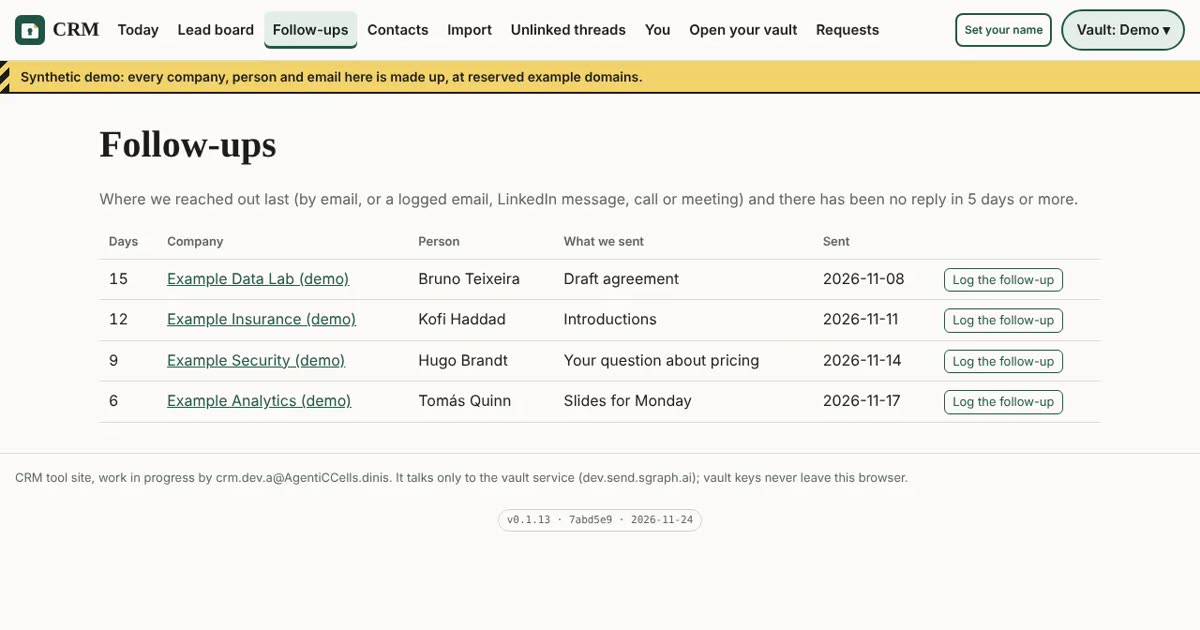 CRM Today Lead board Follow-ups Contacts Import Unlinked threads You Open your vault Requests Set your name Vault: Demo ▾
Synthetic demo: every company, person and email here is made up, at reserved example domains.
Follow-ups
Where we reached out last (by email, or a logged email, LinkedIn message, call or meeting) and there has been no reply in 5 days or more.
Days Company Person What we sent Sent
15 Example Data Lab (demo) Bruno Teixeira Draft agreement 2026-11-08 Log the follow-up
12 Example Insurance (demo) Kofi Haddad Introductions 2026-11-11 Log the follow-up
9 Example Security (demo) Hugo Brandt Your question about pricing 2026-11-14 Log the follow-up
6 Example Analytics (demo) Tomás Quinn Slides for Monday 2026-11-17 Log the follow-up
CRM tool site, work in progress by crm.dev.a@AgentiCCells.dinis. It talks only to the vault service (dev.send.sgraph.ai); vault keys never leave this browser.
v0.1.13 · 7abd5e9 · 2026-11-24